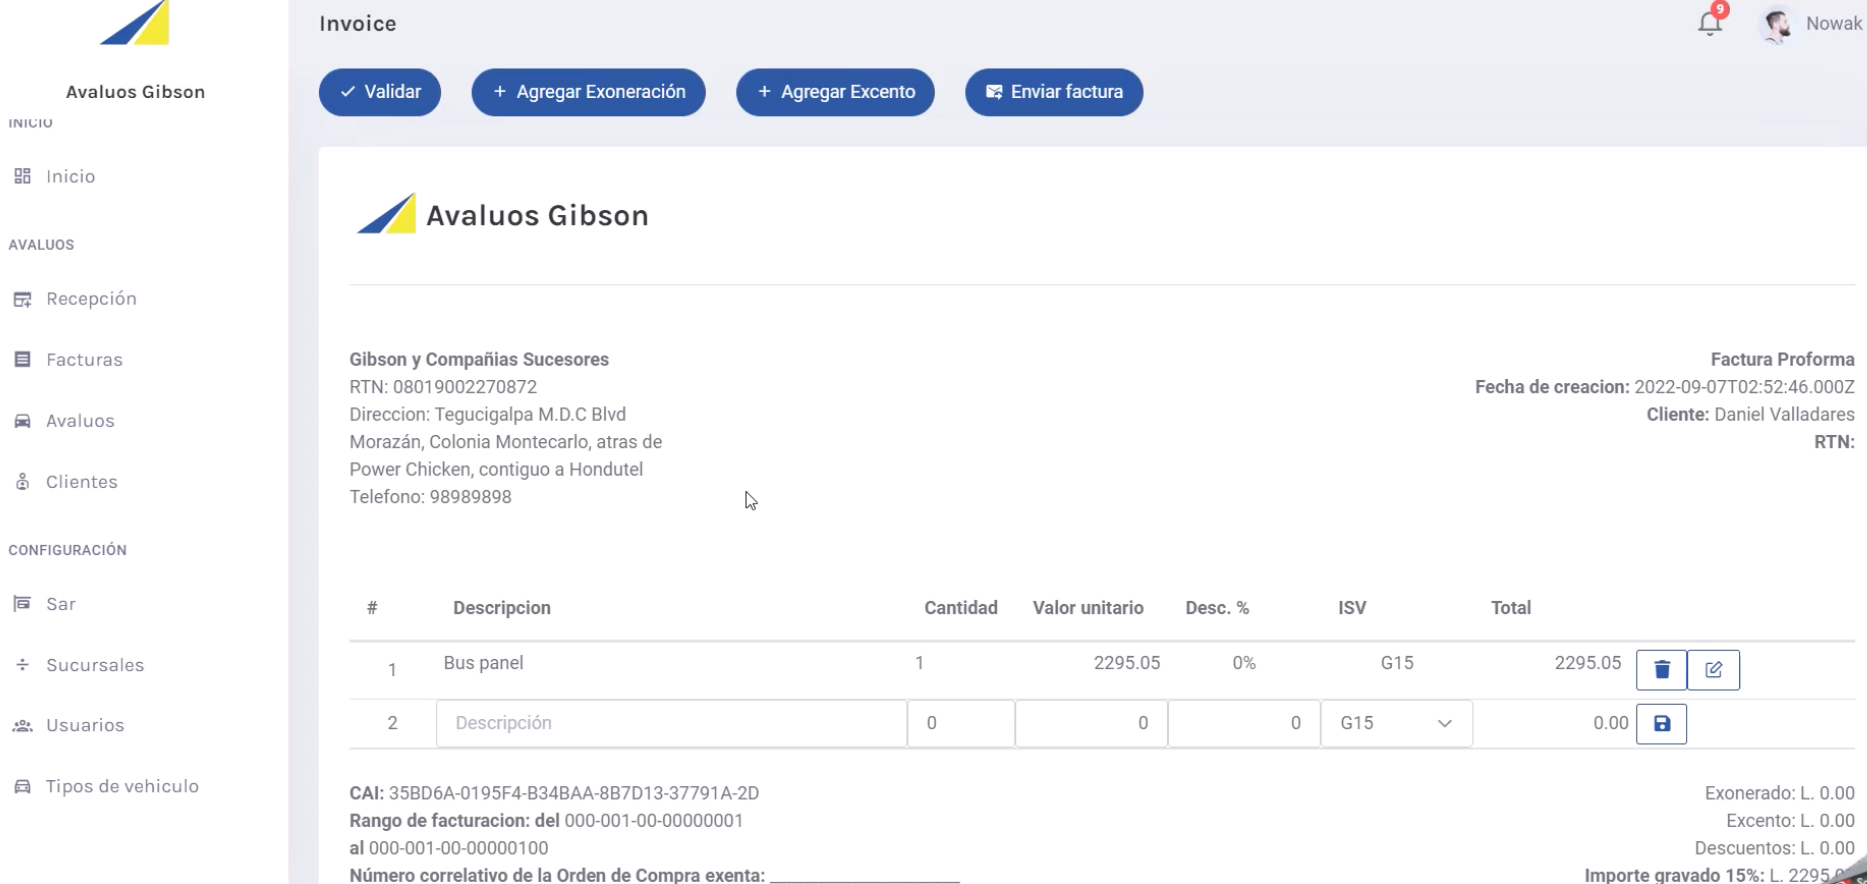 Invoice
9
Nowak
Avaluos Gibson
INICIO
Inicio
AVALUOS
Recepción
Facturas
Avaluos
Clientes
CONFIGURACIÓN
Sar
Sucursales
Usuarios
Tipos de vehiculo
Validar
Agregar Exoneración
Agregar Excento
Enviar factura
Avaluos Gibson
Gibson y Compañias Sucesores
RTN: 08019002270872
Direccion: Tegucigalpa M.D.C Blvd
Morazán, Colonia Montecarlo, atras de
Power Chicken, contiguo a Hondutel
Telefono: 98989898
Factura Proforma
Fecha de creacion: 2022-09-07T02:52:46.000Z
Cliente: Daniel Valladares
RTN:
# Descripcion Cantidad Valor unitario Desc. % ISV Total
1 Bus panel 1 2295.05 0% G15 2295.05
2 Descripción 0 0 0 G15 0.00
CAI: 35BD6A-0195F4-B34BAA-8B7D13-37791A-2D
Rango de facturacion: del 000-001-00-00000001
al 000-001-00-00000100
Número correlativo de la Orden de Compra exenta: ___________________
Exonerado: L. 0.00
Excento: L. 0.00
Descuentos: L. 0.00
Importe gravado 15%: L.